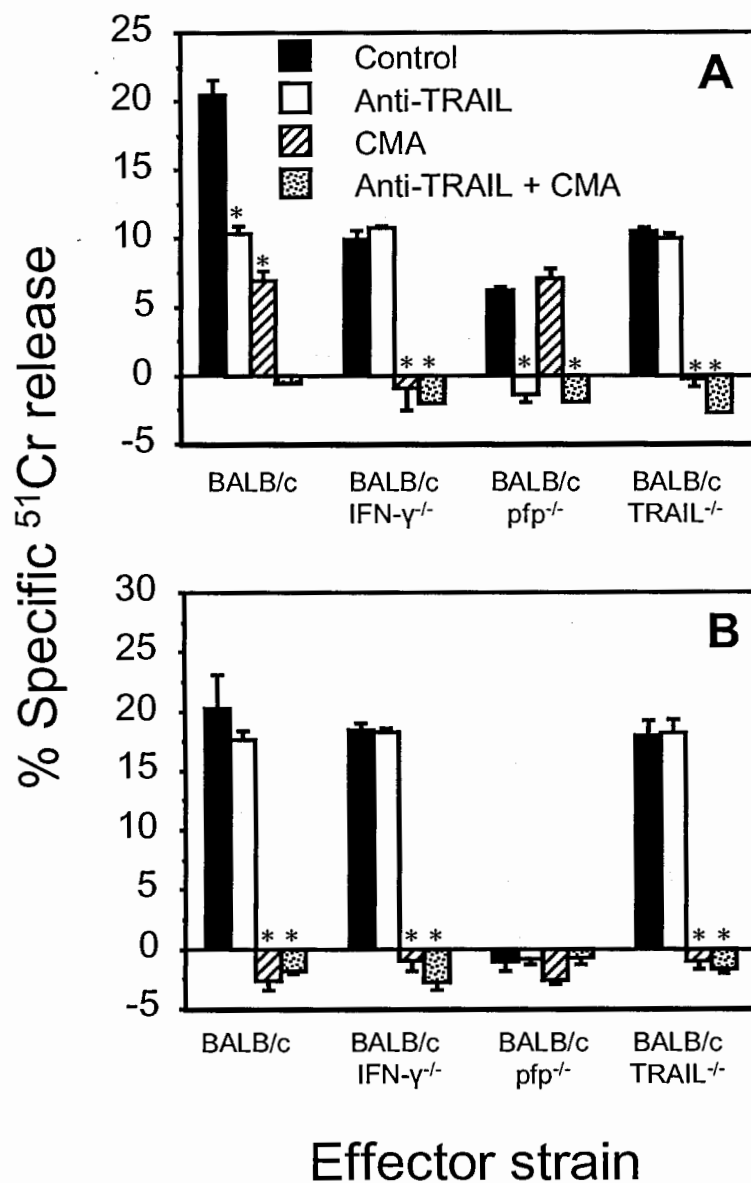 % Specific ⁵¹Cr release
25
20
15
10
5
0
-5
A
Control
Anti-TRAIL
CMA
Anti-TRAIL + CMA
* * * * * * * *
BALB/c
BALB/c IFN-γ⁻/⁻
BALB/c pfp⁻/⁻
BALB/c TRAIL⁻/⁻
30
25
20
15
10
5
0
-5
B
* * * * * *
BALB/c
BALB/c IFN-γ⁻/⁻
BALB/c pfp⁻/⁻
BALB/c TRAIL⁻/⁻
Effector strain